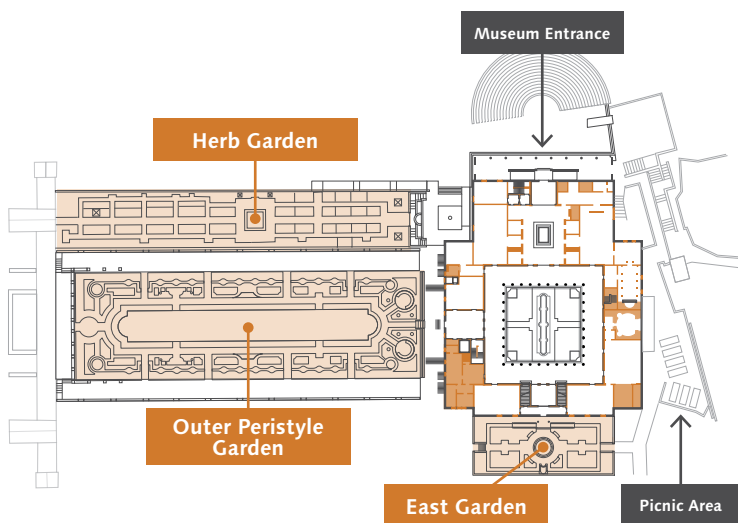 Museum Entrance
Herb Garden
Outer Peristyle
Garden
East Garden
Picnic Area